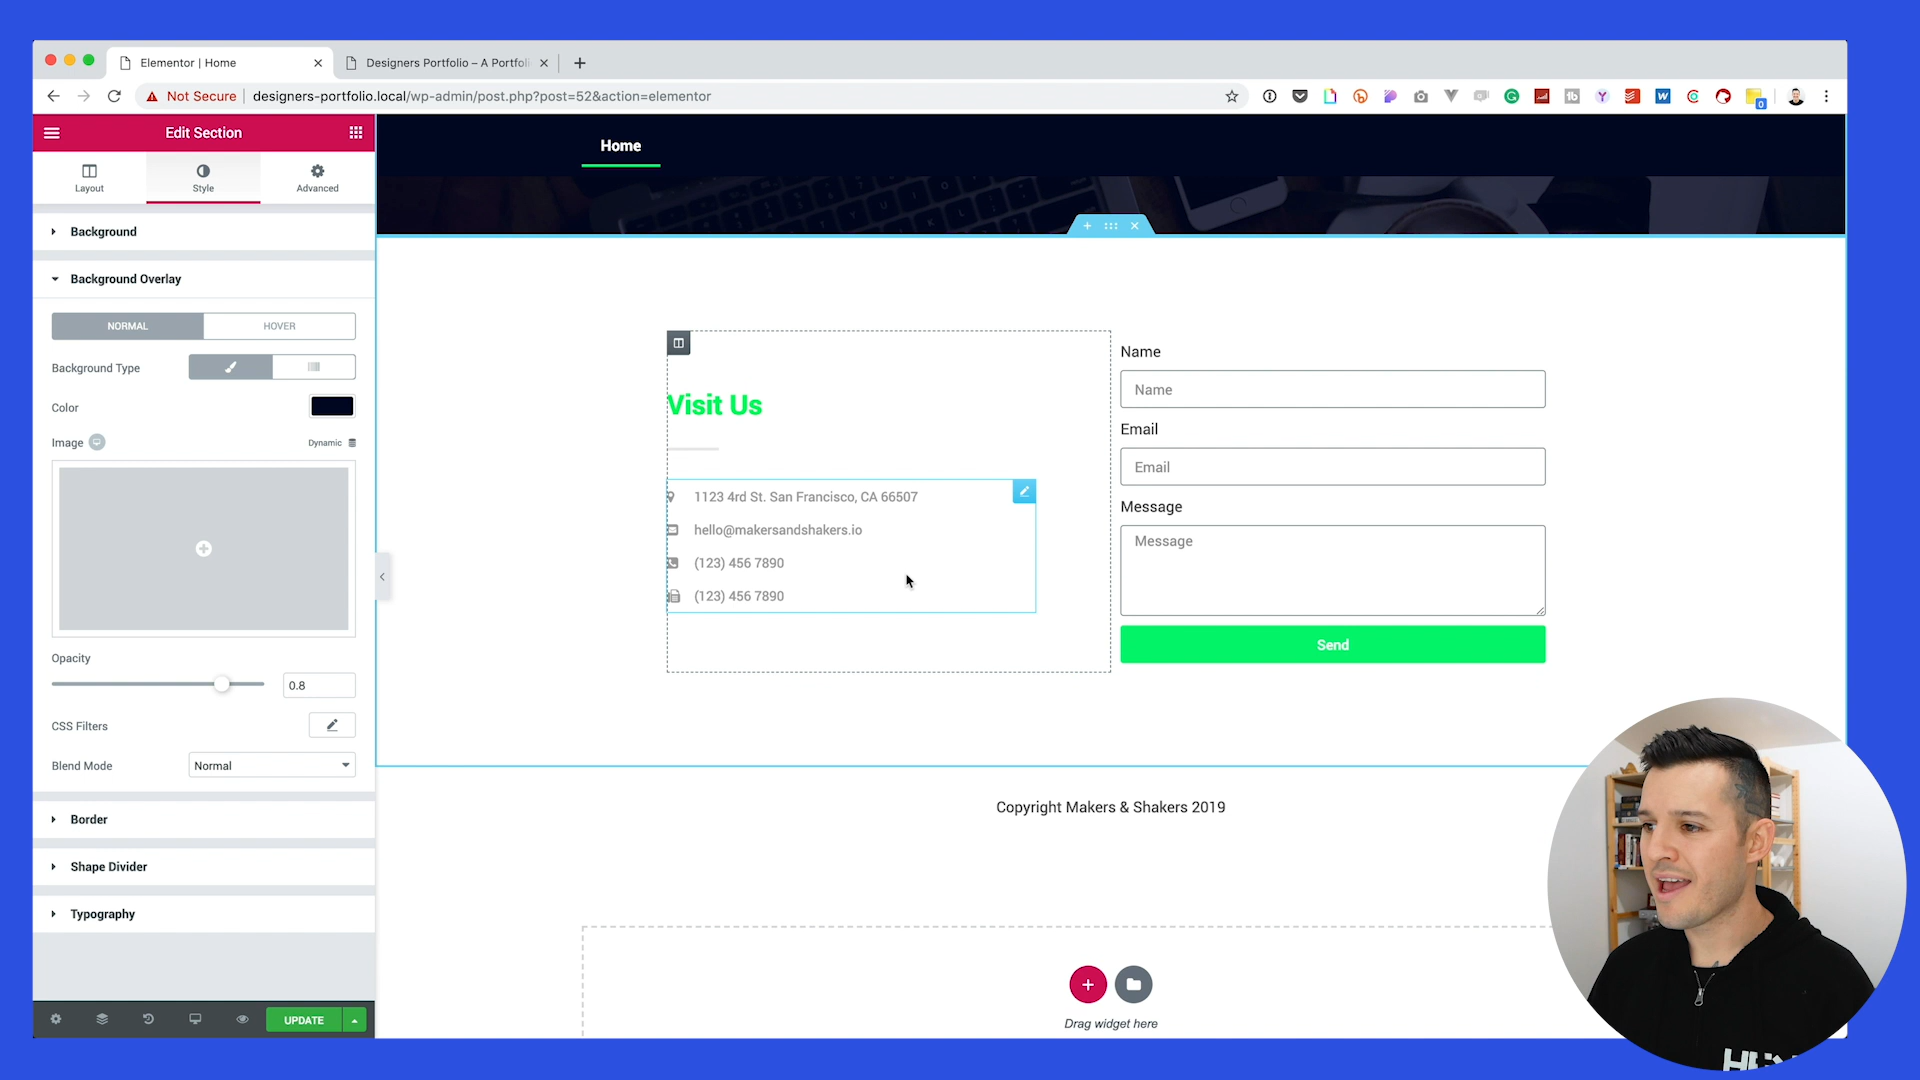 Elementor | Home
Designers Portfolio – A Portfoli
Not Secure
designers-portfolio.local/wp-admin/post.php?post=52&action=elementor
0
Edit Section
Layout
Style
Advanced
Background
Background Overlay
NORMAL
HOVER
Background Type
Color
Image
Dynamic
Opacity
0.8
CSS Filters
Blend Mode
Normal
Border
Shape Divider
Typography
UPDATE
Home
Visit Us
1123 4rd St. San Francisco, CA 66507
hello@makersandshakers.io
(123) 456 7890
(123) 456 7890
Name
Name
Email
Email
Message
Message
Send
Copyright Makers & Shakers 2019
Drag widget here